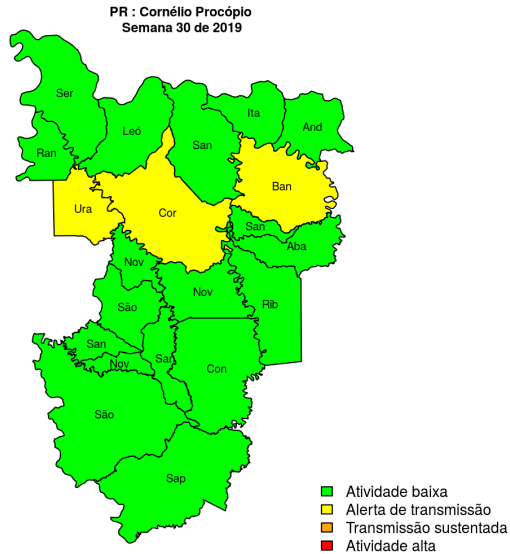 PR : Cornélio Procópio
Semana 30 de 2019
Ser
Ita
Leó
And
San
Ran
Ban
Ura
Cor
San
Aba
Nov
Nov
Rib
São
San
San
Nov
Con
São
Sap
Atividade baixa
Alerta de transmissão
Transmissão sustentada
Atividade alta